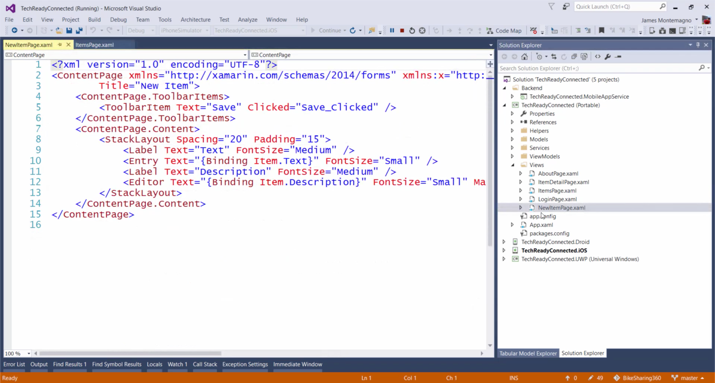 TechReadyConnected (Running) - Microsoft Visual Studio
Quick Launch (Ctrl+Q)
File Edit View Project Build Debug Team Tools Architecture Test Analyze Window Help
James Montemagno
Debug iPhoneSimulator Continue Code Map
NewItemPage.xaml ItemsPage.xaml
ContentPage ContentPage
1 <?xml version="1.0" encoding="UTF-8"?>
2 <ContentPage xmlns="http://xamarin.com/schemas/2014/forms" xmlns:x="http:
3 Title="New Item">
4 <ContentPage.ToolbarItems>
5 <ToolbarItem Text="Save" Clicked="Save_Clicked" />
6 </ContentPage.ToolbarItems>
7 <ContentPage.Content>
8 <StackLayout Spacing="20" Padding="15">
9 <Label Text="Text" FontSize="Medium" />
10 <Entry Text="{Binding Item.Text}" FontSize="Small" />
11 <Label Text="Description" FontSize="Medium" />
12 <Editor Text="{Binding Item.Description}" FontSize="Small" Ma
13 </StackLayout>
14 </ContentPage.Content>
15 </ContentPage>
16
100 %
Solution Explorer
Search Solution Explorer (Ctrl+;)
Solution 'TechReadyConnected' (5 projects)
Backend
TechReadyConnected.MobileAppService
TechReadyConnected (Portable)
Properties
References
Helpers
Models
Services
ViewModels
Views
AboutPage.xaml
ItemDetailPage.xaml
ItemsPage.xaml
LoginPage.xaml
NewItemPage.xaml
app.config
App.xaml
packages.config
TechReadyConnected.Droid
TechReadyConnected.iOS
TechReadyConnected.UWP (Universal Windows)
Tabular Model Explorer Solution Explorer
Error List Output Find Results 1 Find Symbol Results Locals Watch 1 Call Stack Exception Settings Immediate Window
Ready Ln 1 Col 1 Ch 1 INS 0 49 BikeSharing360 master